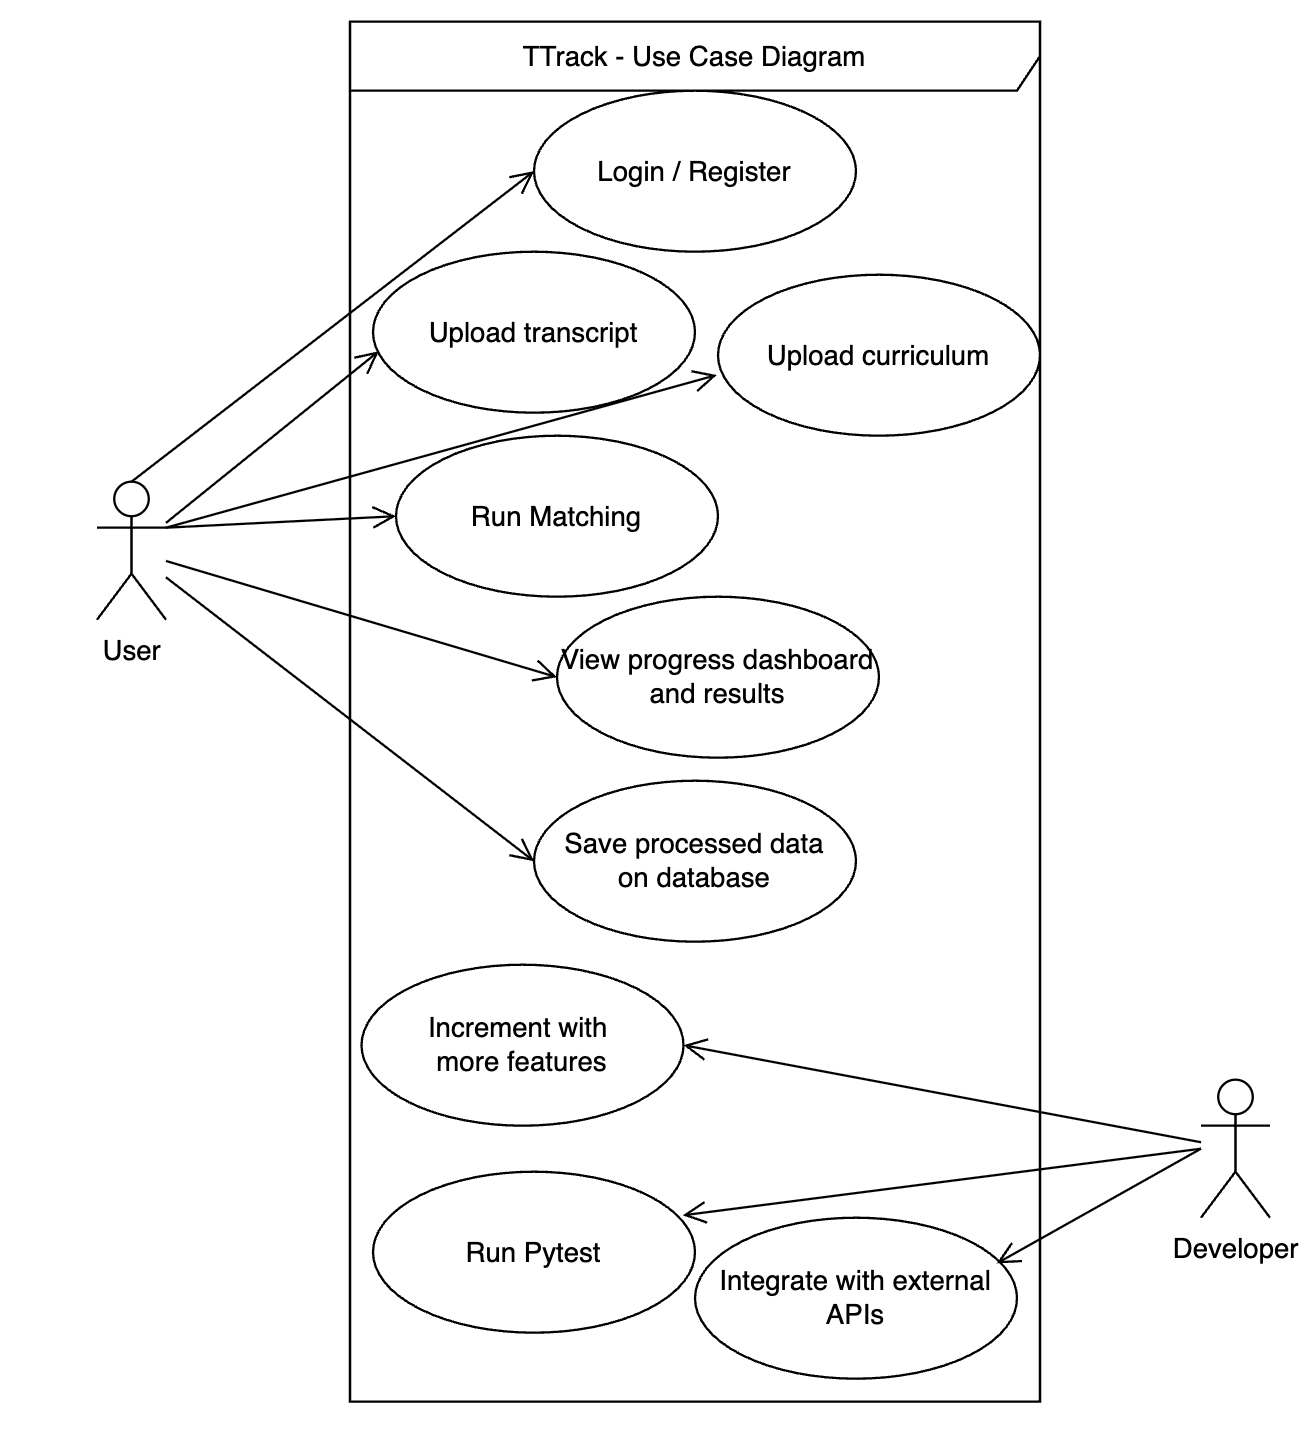 TTrack - Use Case Diagram
Login / Register
Upload transcript
Upload curriculum
Run Matching
User
View progress dashboard
and results
Save processed data
on database
Increment with
more features
Run Pytest
Developer
Integrate with external
APIs